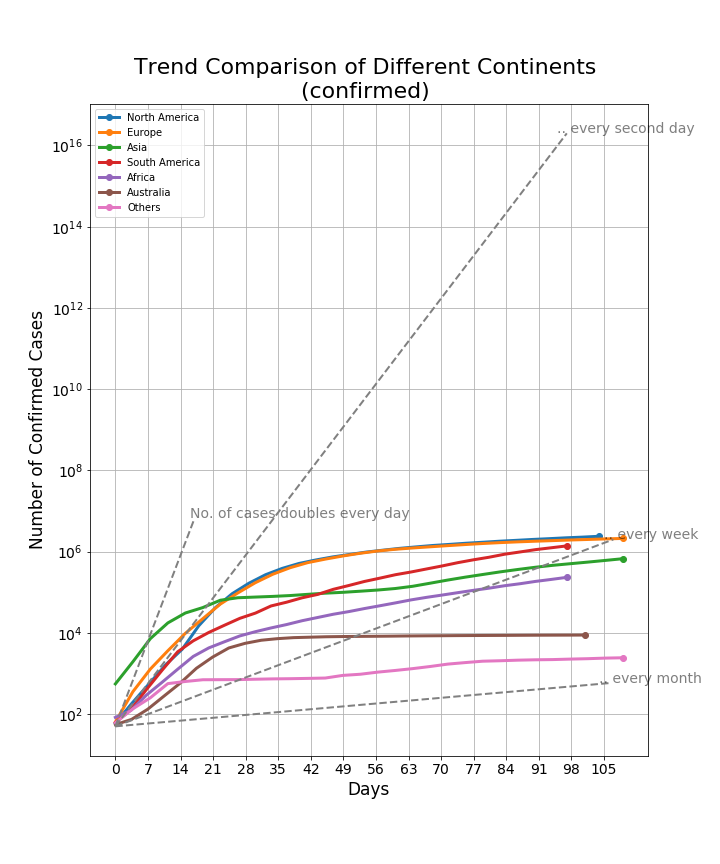 Trend Comparison of Different Continents
(confirmed)
North America
Europe
Asia
South America
Africa
Australia
Others
.. every second day
No. of cases doubles every day
.. every week
.. every month
Number of Confirmed Cases
10^16
10^14
10^12
10^10
10^8
10^6
10^4
10^2
0 7 14 21 28 35 42 49 56 63 70 77 84 91 98 105
Days